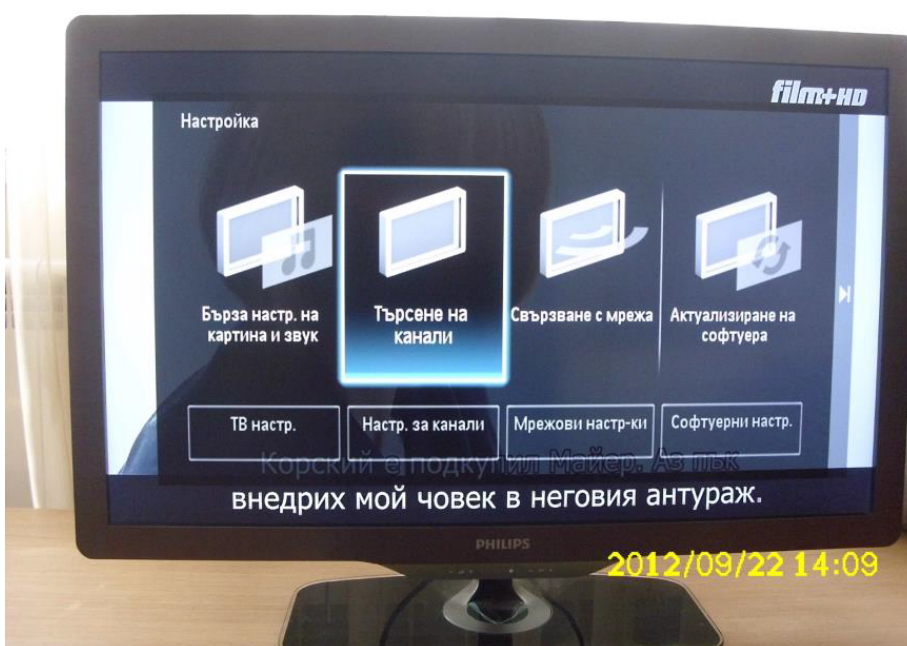 film+HD
Настройка
Бърза настр. на
картина и звук
Търсене на
канали
Свързване с мрежа
Актуализиране на
софтуера
ТВ настр.
Настр. за канали
Мрежови настр-ки
Софтуерни настр.
Корский е подкупил Майер. Аз пък
внедрих мой човек в неговия антураж.
PHILIPS
2012/09/22 14:09